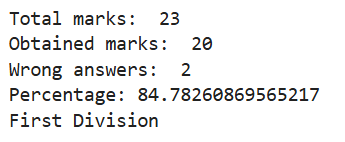 Total marks:  23
Obtained marks:  20
Wrong answers:  2
Percentage: 84.78260869565217
First Division